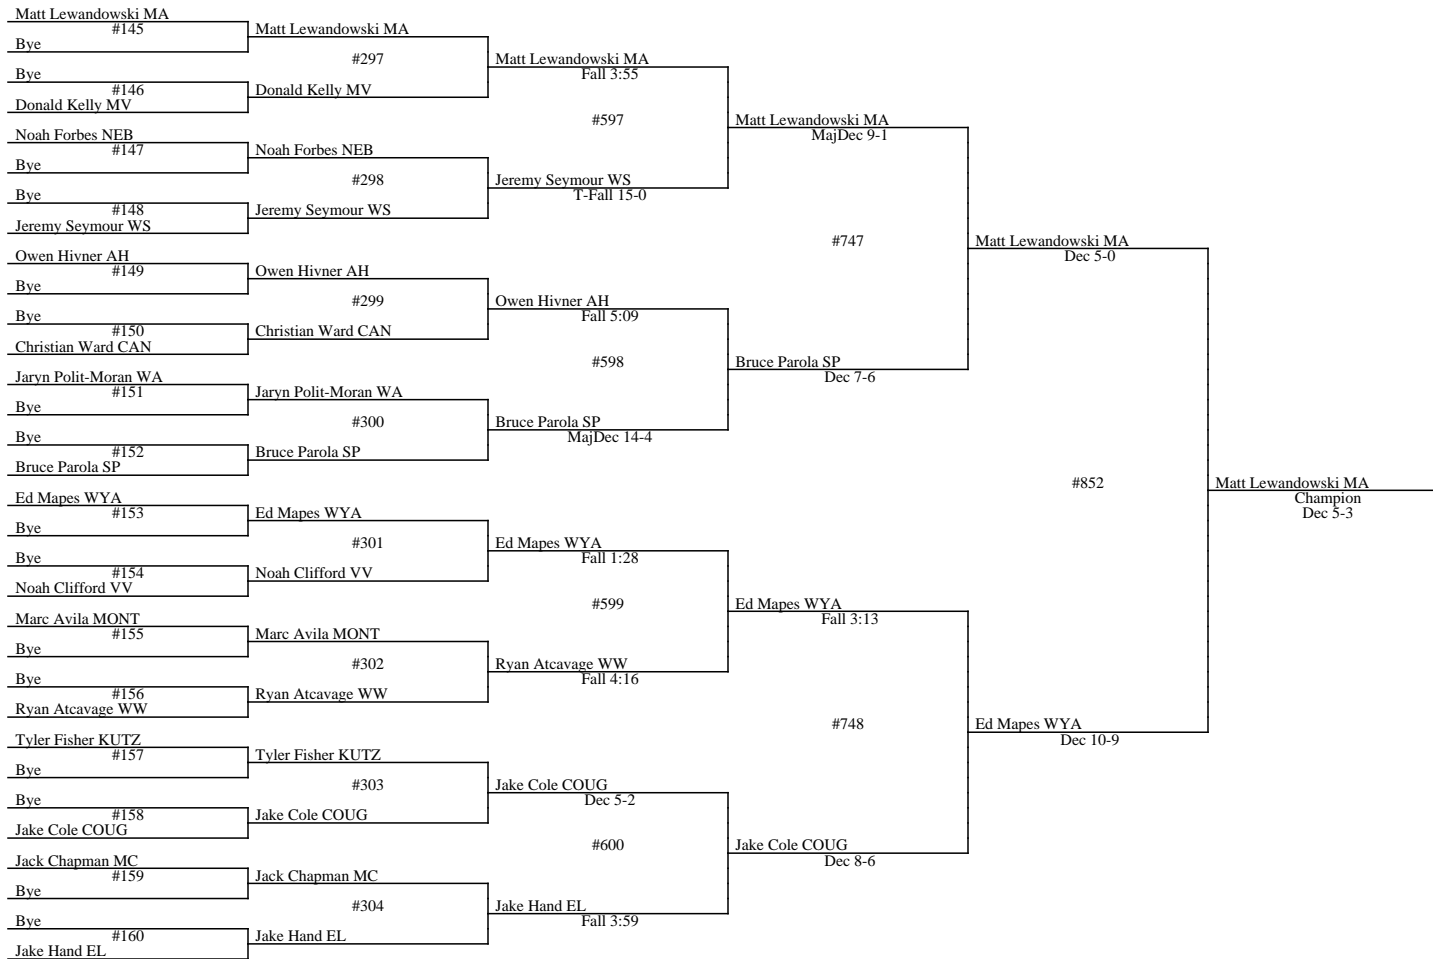 Matt Lewandowski MA
#145
Bye
Bye
#146
Donald Kelly MV
Noah Forbes NEB
#147
Bye
Bye
#148
Jeremy Seymour WS
Owen Hivner AH
#149
Bye
Bye
#150
Christian Ward CAN
Jaryn Polit-Moran WA
#151
Bye
Bye
#152
Bruce Parola SP
Ed Mapes WYA
#153
Bye
Bye
#154
Noah Clifford VV
Marc Avila MONT
#155
Bye
Bye
#156
Ryan Atcavage WW
Tyler Fisher KUTZ
#157
Bye
Bye
#158
Jake Cole COUG
Jack Chapman MC
#159
Bye
Bye
#160
Jake Hand EL
Matt Lewandowski MA
#297
Donald Kelly MV
Noah Forbes NEB
#298
Jeremy Seymour WS
Owen Hivner AH
#299
Christian Ward CAN
Jaryn Polit-Moran WA
#300
Bruce Parola SP
Ed Mapes WYA
#301
Noah Clifford VV
Marc Avila MONT
#302
Ryan Atcavage WW
Tyler Fisher KUTZ
#303
Jake Cole COUG
Jack Chapman MC
#304
Jake Hand EL
Matt Lewandowski MA
Fall 3:55
#597
Jeremy Seymour WS
T-Fall 15-0
Owen Hivner AH
Fall 5:09
#598
Bruce Parola SP
MajDec 14-4
Ed Mapes WYA
Fall 1:28
#599
Ryan Atcavage WW
Fall 4:16
Jake Cole COUG
Dec 5-2
#600
Jake Hand EL
Fall 3:59
Matt Lewandowski MA
MajDec 9-1
#747
Bruce Parola SP
Dec 7-6
Ed Mapes WYA
Fall 3:13
#748
Jake Cole COUG
Dec 8-6
Matt Lewandowski MA
Dec 5-0
#852
Ed Mapes WYA
Dec 10-9
Matt Lewandowski MA
Champion
Dec 5-3